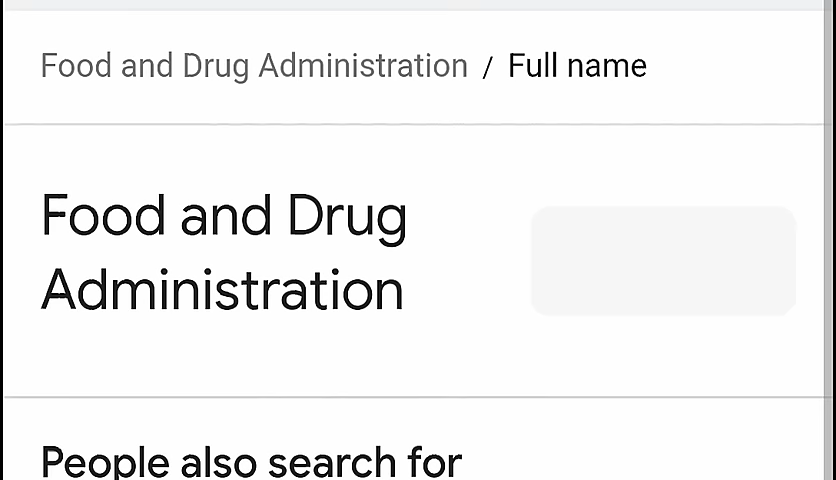 Food and Drug Administration / Full name
Food and Drug
Administration
People also search for